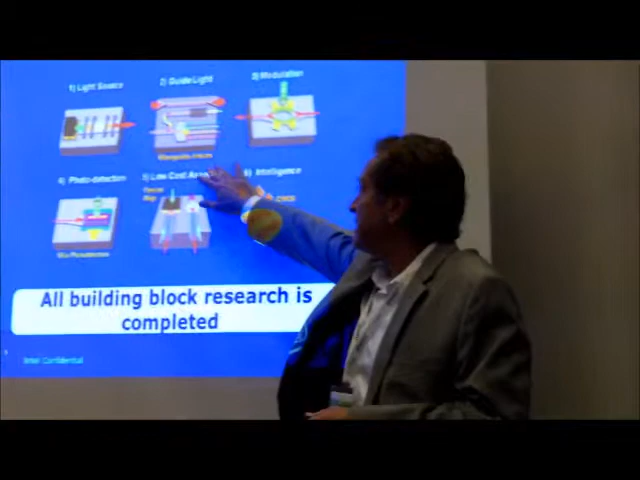 1) Light Source
2) Guide Light
3) Modulation
4) Photo-detection
5) Low Cost
6) Intelligence
CMOS
All building block research is
completed
Intel Confidential